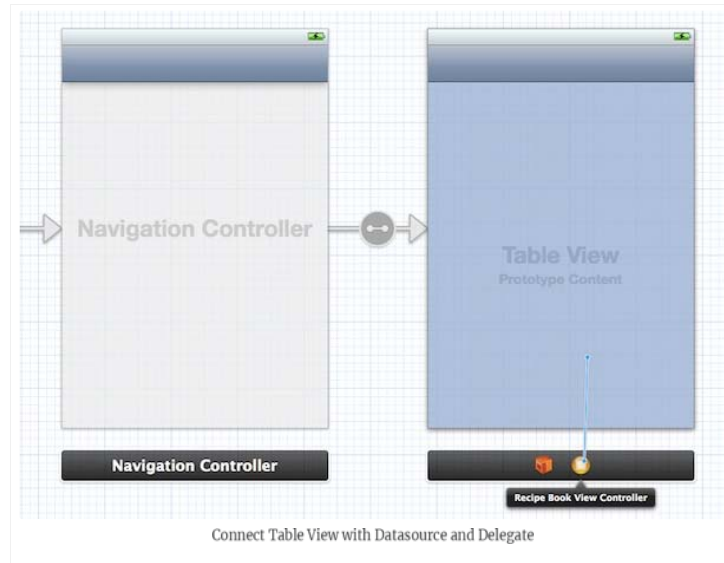 Navigation Controller
Table View
Prototype Content
Navigation Controller
Recipe Book View Controller
Connect Table View with Datasource and Delegate